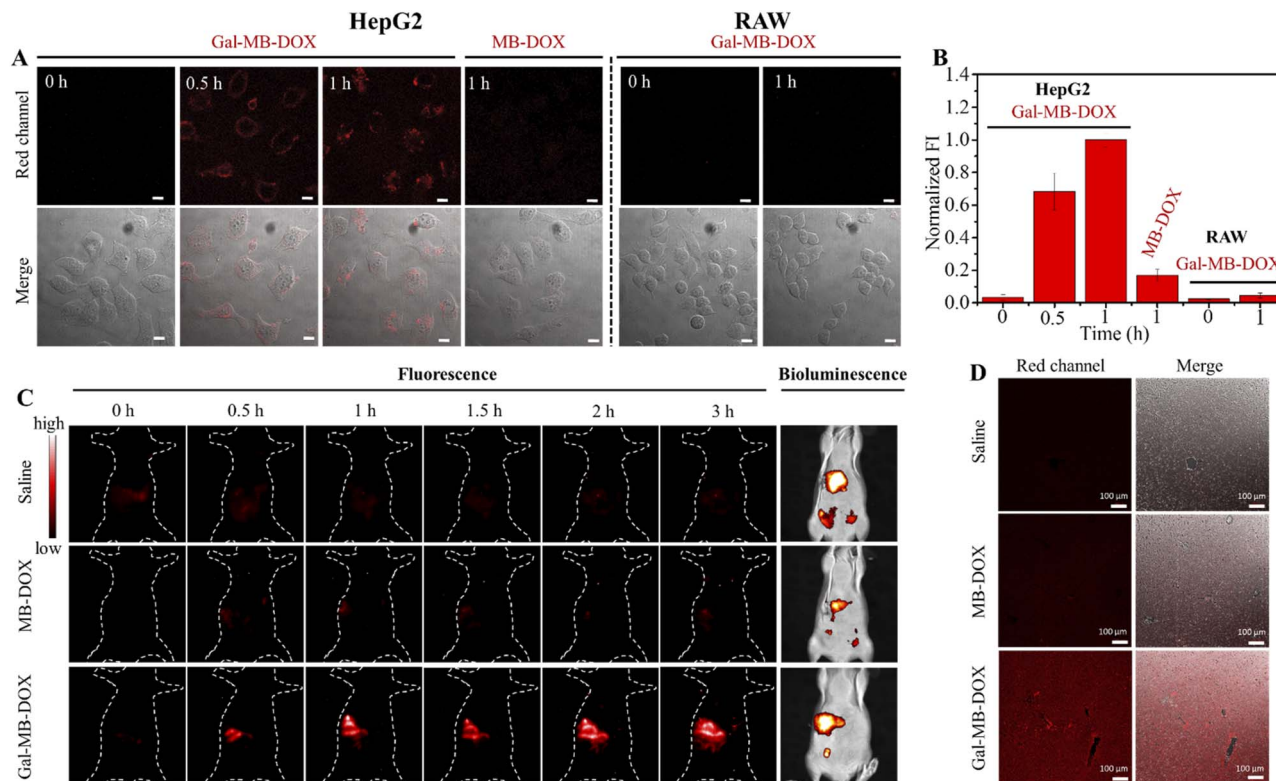 HepG2
RAW
Gal-MB-DOX
MB-DOX
Gal-MB-DOX
A
0 h
0.5 h
1 h
1 h
0 h
1 h
Red channel
Merge
B
1.4
1.2
1.0
0.8
0.6
0.4
0.2
0.0
Normalized FI
HepG2
Gal-MB-DOX
MB-DOX
RAW
Gal-MB-DOX
0
0.5
1
1
0
1
Time (h)
C
Fluorescence
Bioluminescence
0 h
0.5 h
1 h
1.5 h
2 h
3 h
high
low
Saline
MB-DOX
Gal-MB-DOX
D
Red channel
Merge
Saline
100 μm
100 μm
MB-DOX
100 μm
100 μm
Gal-MB-DOX
100 μm
100 μm